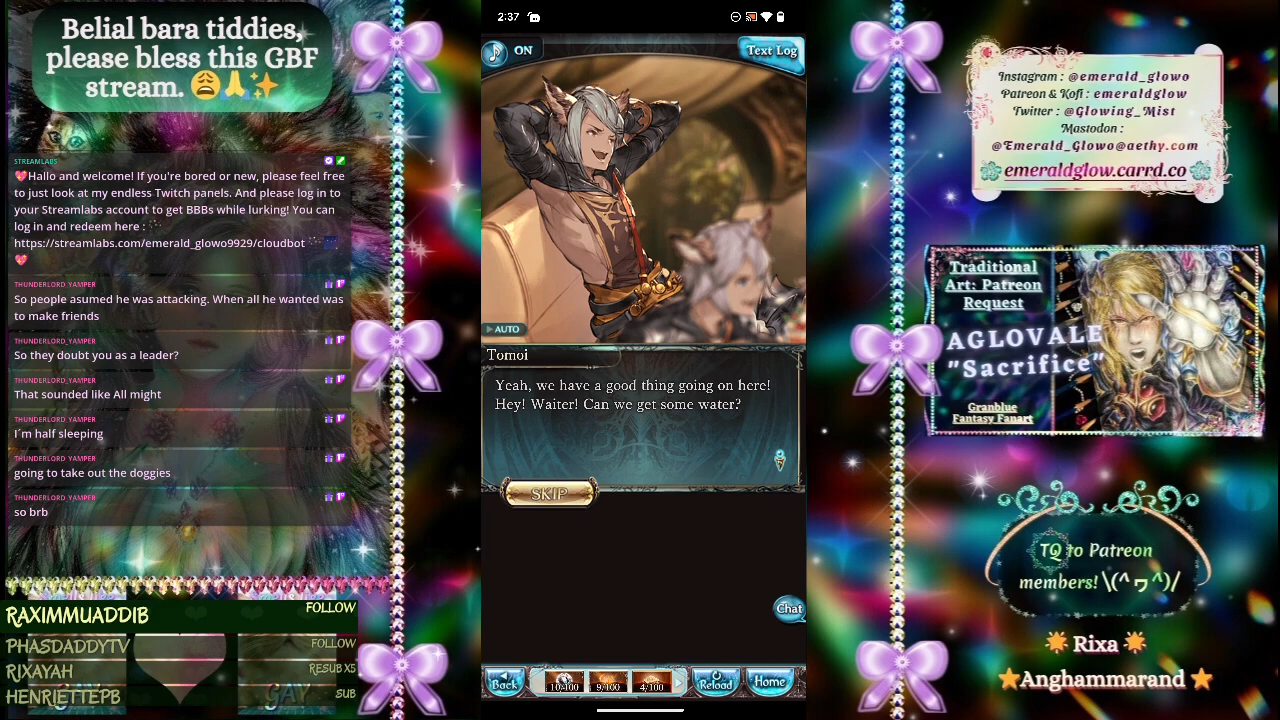 Belial bara tiddies,
please bless this GBF
stream. 😩🙏✨
STREAMLABS
💖Hallo and welcome! If you're bored or new, please feel free
to just look at my endless Twitch panels. And please log in to
your Streamlabs account to get BBBs while lurking! You can
log in and redeem here :
https://streamlabs.com/emerald_glowo9929/cloudbot
💖
THUNDERLORD_YAMPER
So people asumed he was attacking. When all he wanted was
to make friends
THUNDERLORD_YAMPER
So they doubt you as a leader?
THUNDERLORD_YAMPER
That sounded like All might
THUNDERLORD_YAMPER
I´m half sleeping
THUNDERLORD_YAMPER
going to take out the doggies
THUNDERLORD_YAMPER
so brb
RAXIMMUADDIB FOLLOW
PHASDADDYTV FOLLOW
RIXAYAH RESUB X5
HENRIETTEPB SUB
GAY
2:37
ON
Text Log
AUTO
Tomoi
Yeah, we have a good thing going on here!
Hey! Waiter! Can we get some water?
SKIP
Chat
Back
10/100 9/100 4/100
Reload
Home
Instagram : @emerald_glowo
Patreon & Kofi : emeraldglow
Twitter : @Glowing_Mist
Mastodon :
@Emerald_Glowo@aethy.com
emeraldglow.carrd.co
Traditional
Art: Patreon
Request
AGLOVALE
"Sacrifice"
Granblue
Fantasy Fanart
TQ to Patreon
members! \(^ヮ^)/
Rixa
Anghammarand